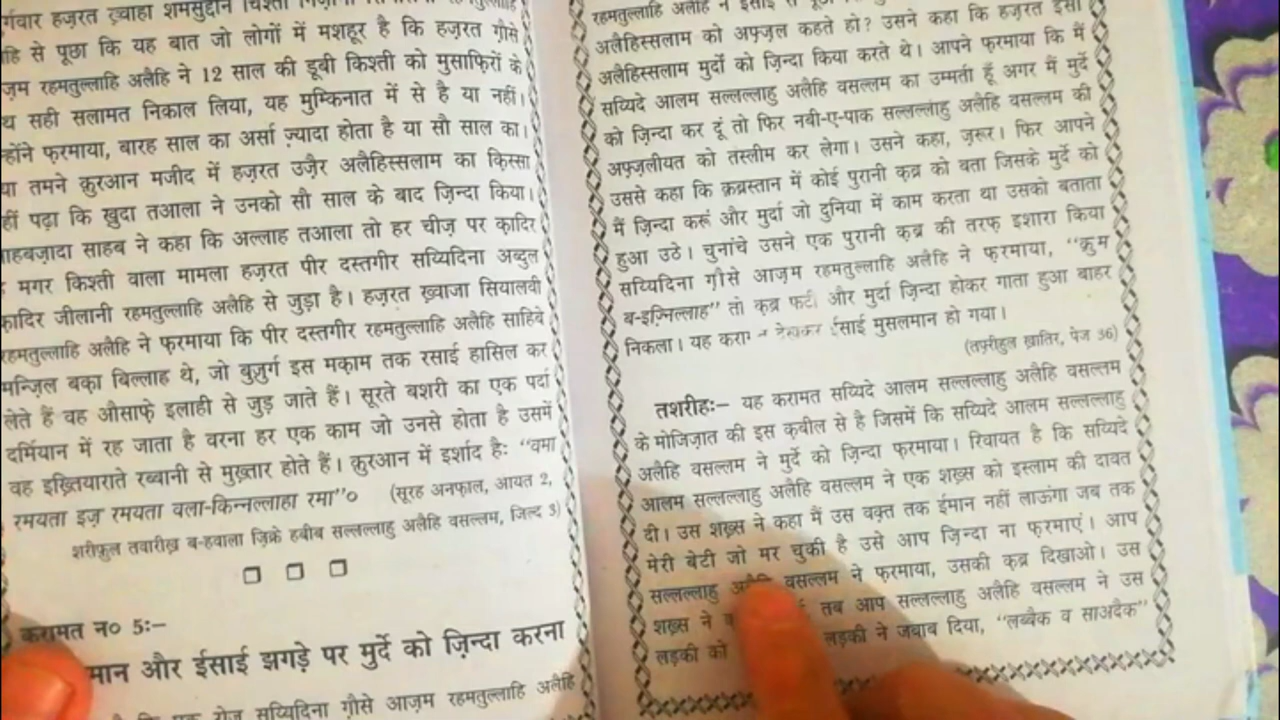 र्गवार हज़रत ख़्वाहा शमसुद्दीन चिश्ती
हि से पूछा कि यह बात जो लोगों में मशहूर है कि हज़रत ग़ौसे
ज़म रहमतुल्लाहि अलैहि ने 12 साल की डूबी किश्ती को मुसाफ़िरों के
थ सही सलामत निकाल लिया, यह मुम्किनात में से है या नहीं।
न्होंने फ़रमाया, बारह साल का अर्सा ज़्यादा होता है या सौ साल का।
या तमने क़ुरआन मजीद में हज़रत उज़ैर अलैहिस्सलाम का क़िस्सा
हीं पढ़ा कि ख़ुदा तआला ने उनको सौ साल के बाद ज़िन्दा किया।
ाहबज़ादा साहब ने कहा कि अल्लाह तआला तो हर चीज़ पर क़ादिर
मगर किश्ती वाला मामला हज़रत पीर दस्तगीर सय्यिदिना अब्दुल
क़ादिर जीलानी रहमतुल्लाहि अलैहि से जुड़ा है। हज़रत ख़्वाजा सियालवी
रहमतुल्लाहि अलैहि ने फ़रमाया कि पीर दस्तगीर रहमतुल्लाहि अलैहि साहिबे
मन्ज़िल बक़ा बिल्लाह थे, जो बुज़ुर्ग इस मक़ाम तक रसाई हासिल कर
लेते हैं वह औसाफ़े इलाही से जुड़ जाते हैं। सूरते बशरी का एक पर्दा
दर्मियान में रह जाता है वरना हर एक काम जो उनसे होता है उसमें
वह इख़्तियाराते रब्बानी से मुख़्तार होते हैं। क़ुरआन में इर्शाद है: “वमा
रमयता इज़ रमयता वला-किन्नल्लाहा रमा”० (सूरह अनफ़ाल, आयत 2,
शरीफ़ुल तवारीख़ ब-हवाला ज़िक्रे हबीब सल्लल्लाहु अलैहि वसल्लम, जिल्द 3)
करामत न० 5:–
मान और ईसाई झगड़े पर मुर्दे को ज़िन्दा करना
कि एक रोज़ सय्यिदिना ग़ौसे आज़म रहमतुल्लाहि अलैहि
रहमतुल्लाहि अलैहि ने ईसाई से
अलैहिस्सलाम को अफ़्ज़ल कहते हो? उसने कहा कि हज़रत ईसा
अलैहिस्सलाम मुर्दों को ज़िन्दा किया करते थे। आपने फ़रमाया कि मैं
सय्यिदे आलम सल्लल्लाहु अलैहि वसल्लम का उम्मती हूँ अगर मैं मुर्दे
को ज़िन्दा कर दूं तो फिर नबी-ए-पाक सल्लल्लाहु अलैहि वसल्लम की
अफ़्ज़लीयत को तस्लीम कर लेगा। उसने कहा, ज़रूर। फिर आपने
उससे कहा कि क़ब्रस्तान में कोई पुरानी क़ब्र को बता जिसके मुर्दे को
मैं ज़िन्दा करूं और मुर्दा जो दुनिया में काम करता था उसको बताता
हुआ उठे। चुनांचे उसने एक पुरानी क़ब्र की तरफ़ इशारा किया
सय्यिदिना ग़ौसे आज़म रहमतुल्लाहि अलैहि ने फ़रमाया, “क़ुम
ब-इज़्निल्लाह” तो क़ब्र फटी और मुर्दा ज़िन्दा होकर गाता हुआ बाहर
निकला। यह करा देखकर ईसाई मुसलमान हो गया।
(तफ़्रीहुल ख़ातिर, पेज 36)
तशरीह:– यह करामत सय्यिदे आलम सल्लल्लाहु अलैहि वसल्लम
के मोजिज़ात की इस क़बील से है जिसमें कि सय्यिदे आलम सल्लल्लाहु
अलैहि वसल्लम ने मुर्दे को ज़िन्दा फ़रमाया। रिवायत है कि सय्यिदे
आलम सल्लल्लाहु अलैहि वसल्लम ने एक शख़्स को इस्लाम की दावत
दी। उस शख़्स ने कहा मैं उस वक़्त तक ईमान नहीं लाऊंगा जब तक
मेरी बेटी जो मर चुकी है उसे आप ज़िन्दा ना फ़रमाएं। आप
सल्लल्लाहु अलैहि वसल्लम ने फ़रमाया, उसकी क़ब्र दिखाओ। उस
शख़्स ने तब आप सल्लल्लाहु अलैहि वसल्लम ने उस
लड़की को लड़की ने जवाब दिया, “लब्बैक व साअदैक”